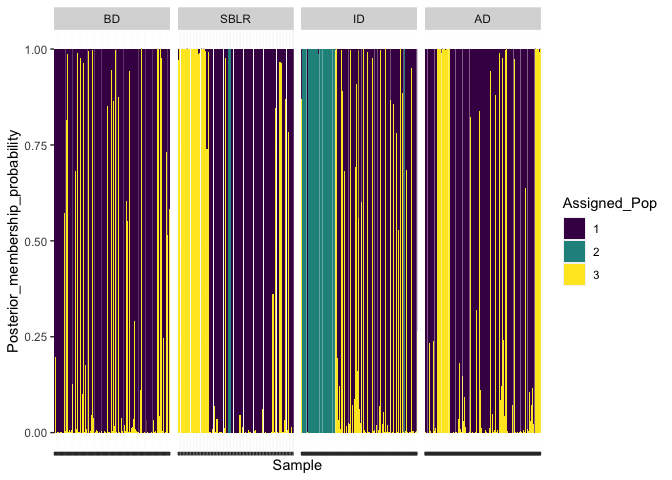 BD
SBLR
ID
AD
1.00
0.75
0.50
0.25
0.00
Posterior_membership_probability
Sample
Assigned_Pop
1
2
3